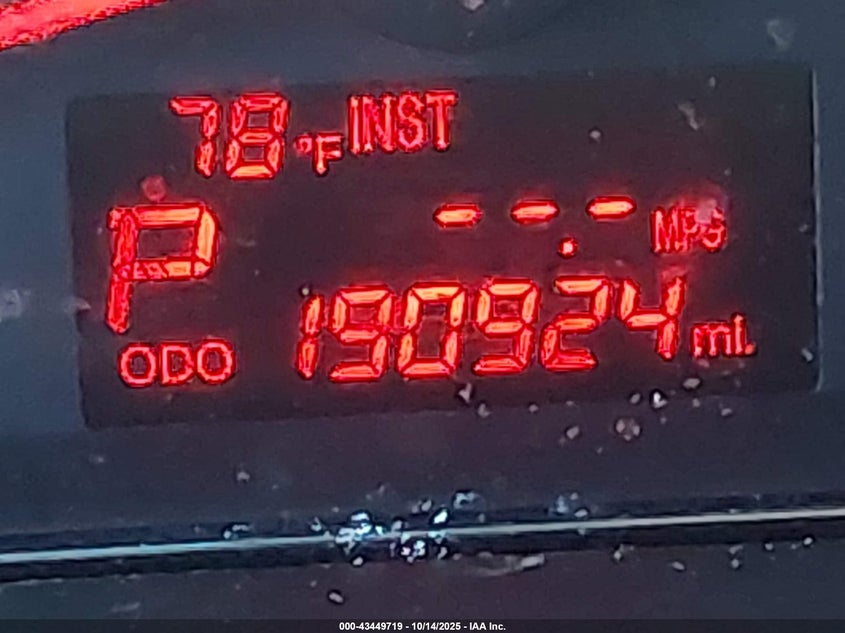 78°F INST
P --.- MPG
ODO 190924 mi.
000-43449719 - 10/14/2025 - IAA Inc.